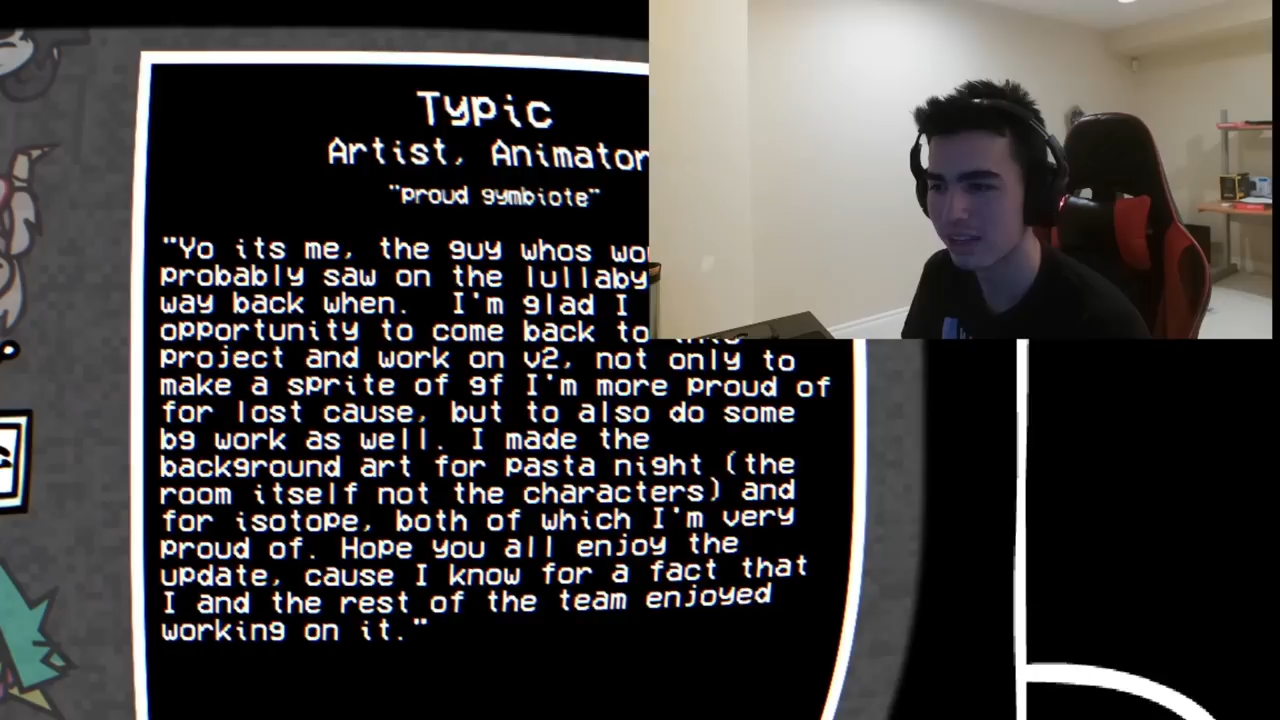 Typic
Artist, Animator
"proud gymbiote"
"Yo its me, the guy whos
probably saw on the lullaby
way back when. I'm glad I
opportunity to come back to
project and work on v2, not only to
make a sprite of gf I'm more proud of
for lost cause, but to also do some
bg work as well. I made the
background art for pasta night (the
room itself not the characters) and
for isotope, both of which I'm very
proud of. Hope you all enjoy the
update, cause I know for a fact that
I and the rest of the team enjoyed
working on it."